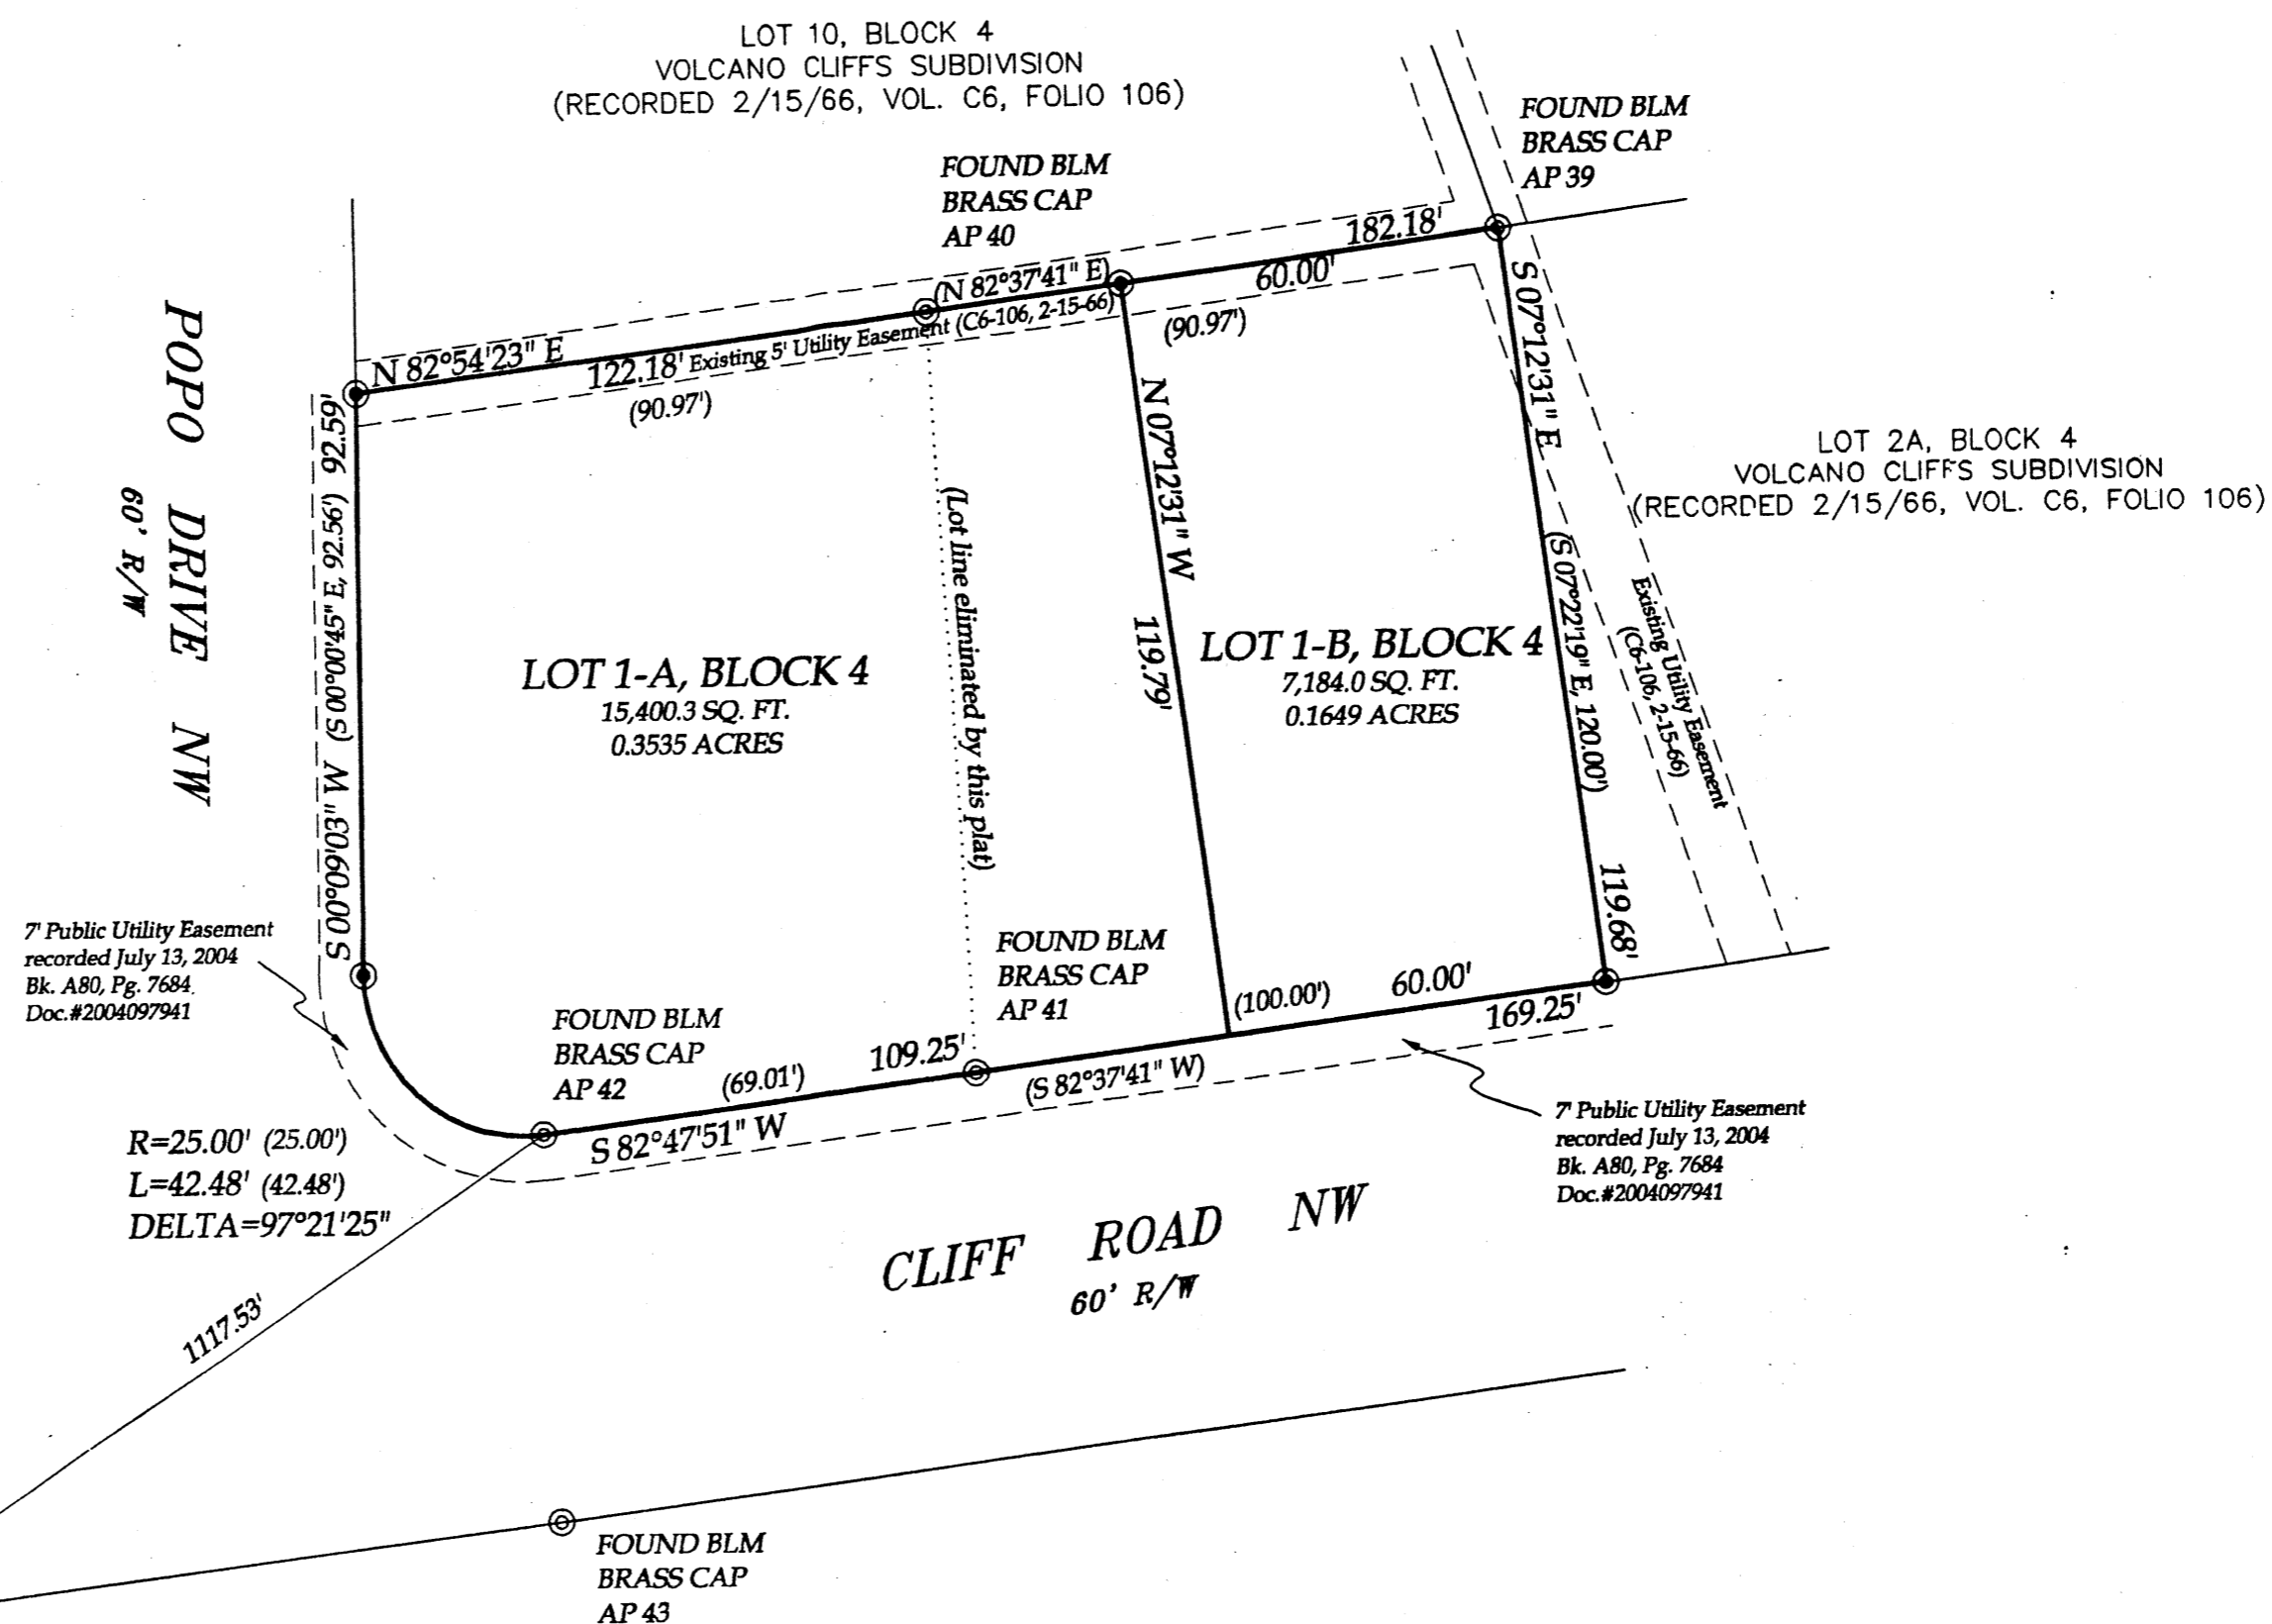 LOT 10, BLOCK 4
VOLCANO CLIFFS SUBDIVISION
(RECORDED 2/15/66, VOL. C6, FOLIO 106)
FOUND BLM
BRASS CAP
AP 39
FOUND BLM
BRASS CAP
AP 40
182.18'
(N 82°37'41" E)
60.00'
N 82°54'23" E
122.18' Existing 5' Utility Easement (C6-106, 2-15-66)
(90.97')
(90.97')
S 07°12'31" E
(S 07°22'19" E, 120.00')
119.68'
N 07°12'31" W
119.79'
POPO DRIVE NW
60' R/W
S 00°09'03" W (S 00°00'45" E, 92.56') 92.59'
(Lot line eliminated by this plat)
LOT 2A, BLOCK 4
VOLCANO CLIFFS SUBDIVISION
(RECORDED 2/15/66, VOL. C6, FOLIO 106)
Existing Utility Easement
(C6-106, 2-15-66)
LOT 1-A, BLOCK 4
15,400.3 SQ. FT.
0.3535 ACRES
LOT 1-B, BLOCK 4
7,184.0 SQ. FT.
0.1649 ACRES
7' Public Utility Easement
recorded July 13, 2004
Bk. A80, Pg. 7684
Doc.#2004097941
FOUND BLM
BRASS CAP
AP 41
FOUND BLM
BRASS CAP
AP 42
(69.01')
109.25'
(100.00')
60.00'
169.25'
(S 82°37'41" W)
S 82°47'51" W
R=25.00' (25.00')
L=42.48' (42.48')
DELTA=97°21'25"
7' Public Utility Easement
recorded July 13, 2004
Bk. A80, Pg. 7684
Doc.#2004097941
CLIFF ROAD NW
60' R/W
1117.53'
FOUND BLM
BRASS CAP
AP 43